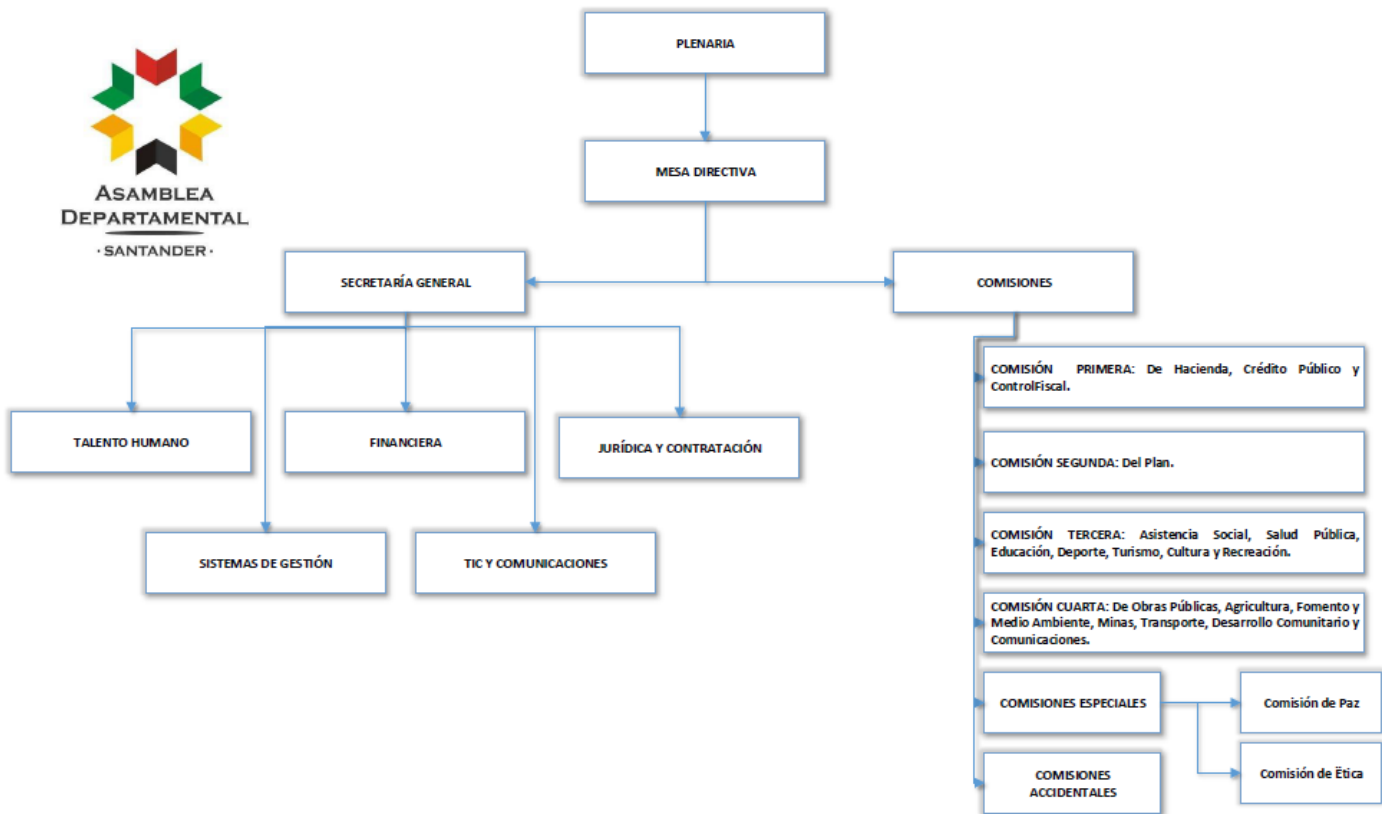 PLENARIA
ASAMBLEA
DEPARTAMENTAL
·SANTANDER·
MESA DIRECTIVA
SECRETARÍA GENERAL
COMISIONES
TALENTO HUMANO
FINANCIERA
JURÍDICA Y CONTRATACIÓN
SISTEMAS DE GESTIÓN
TIC Y COMUNICACIONES
COMISIÓN PRIMERA: De Hacienda, Crédito Público y
ControlFiscal.
COMISIÓN SEGUNDA: Del Plan.
COMISIÓN TERCERA: Asistencia Social, Salud Pública,
Educación, Deporte, Turismo, Cultura y Recreación.
COMISIÓN CUARTA: De Obras Públicas, Agricultura, Fomento y
Medio Ambiente, Minas, Transporte, Desarrollo Comunitario y
Comunicaciones.
COMISIONES ESPECIALES
Comisión de Paz
Comisión de Ëtica
COMISIONES
ACCIDENTALES